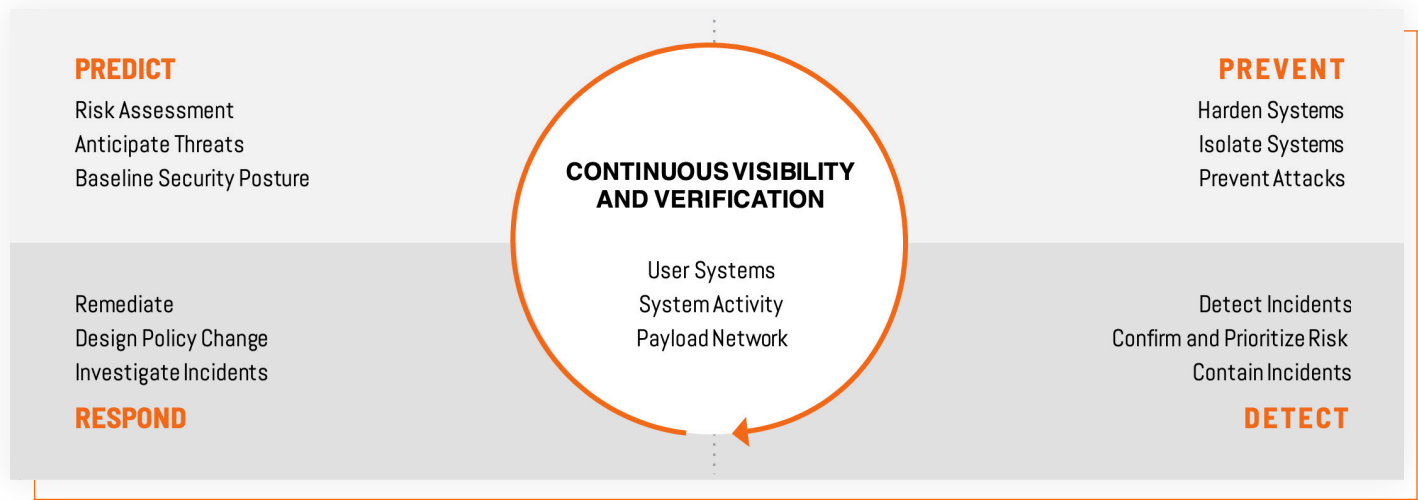 PREDICT
Risk Assessment
Anticipate Threats
Baseline Security Posture
PREVENT
Harden Systems
Isolate Systems
Prevent Attacks
CONTINUOUS VISIBILITY
AND VERIFICATION
User Systems
System Activity
Payload Network
Remediate
Design Policy Change
Investigate Incidents
RESPOND
Detect Incidents
Confirm and Prioritize Risk
Contain Incidents
DETECT